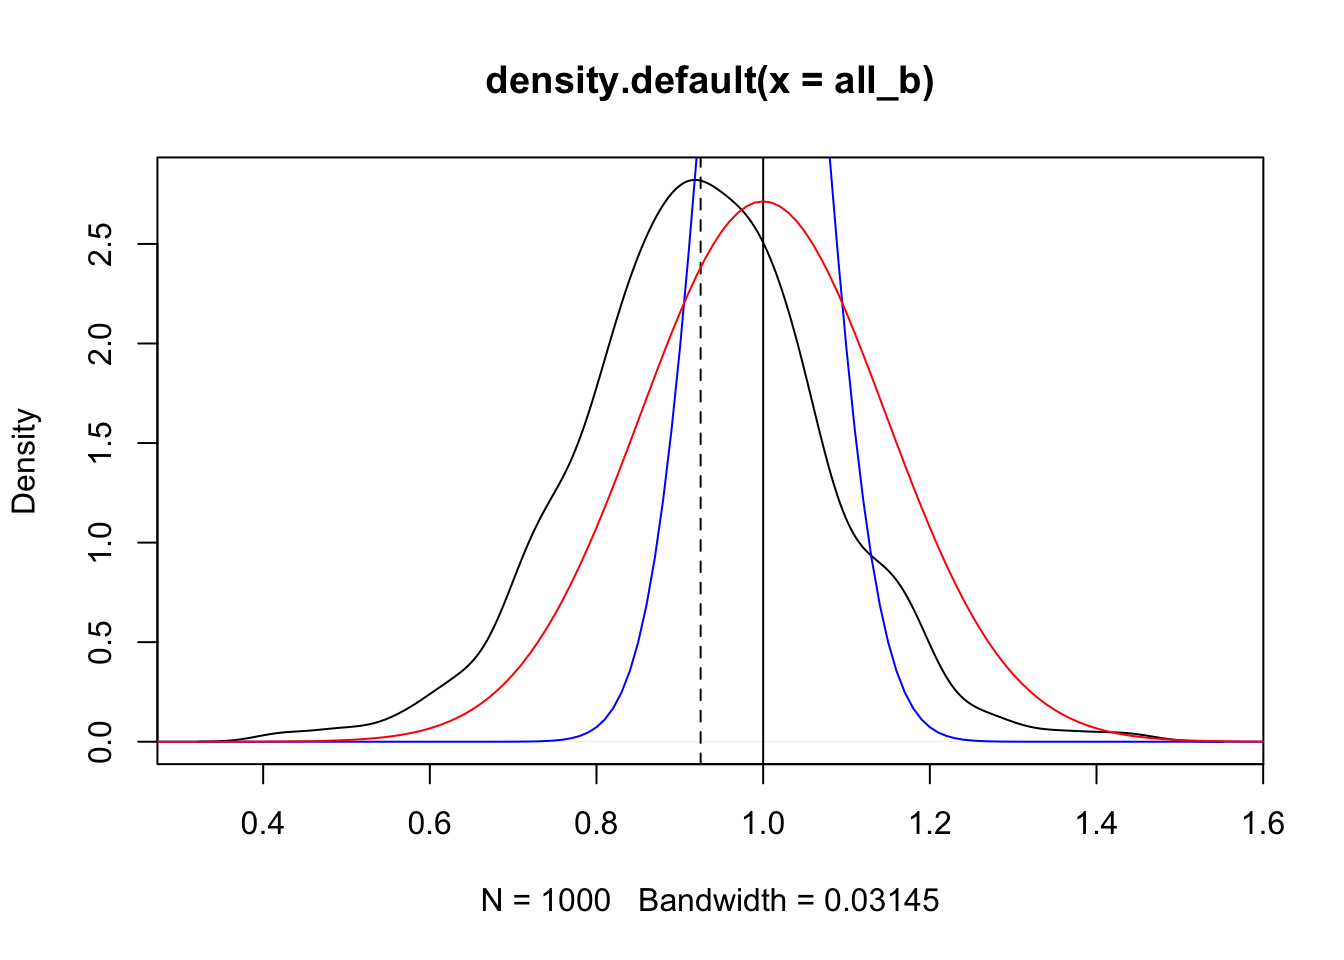 density.default(x = all_b)
Density
0.0 0.5 1.0 1.5 2.0 2.5
0.4 0.6 0.8 1.0 1.2 1.4 1.6
N = 1000 Bandwidth = 0.03145